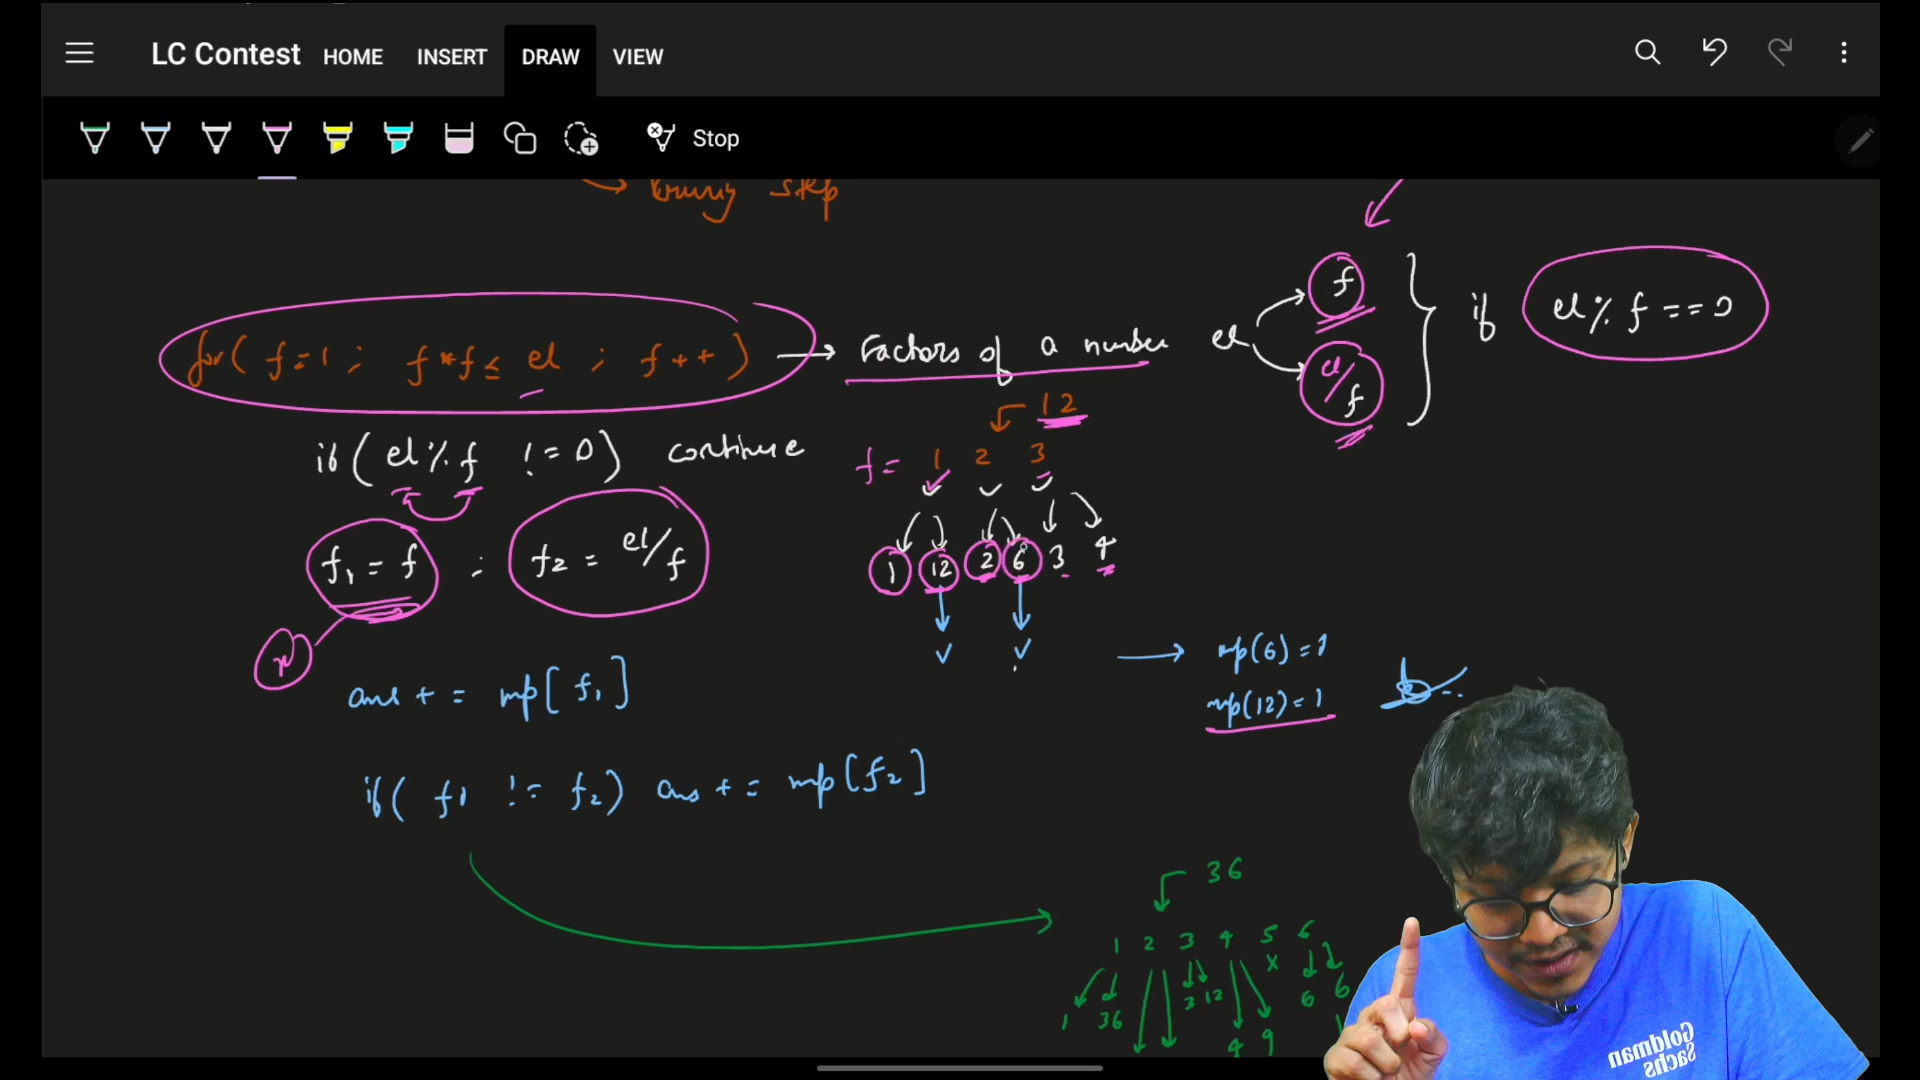 LC Contest HOME INSERT DRAW VIEW
Stop
step
for( f=1 ; f*f≤ el ; f++ ) → Factors of a number
el
f
el/f
if el % f == 0
12
if( el % f != 0) continue
f = 1 2 3
f1 = f ; f2 = el/f
1 12 2 6 3 4
v v
→ mp(6) = 1
mp(12) = 1
ans += mp[ f1 ]
if( f1 != f2) ans += mp[f2]
36
1 2 3 4 5 6
x
1 36 3 12 4 9 6 6
Goldman
Sachs